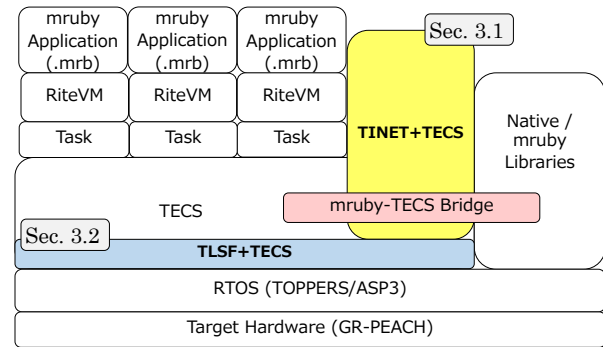 mruby
Application
(.mrb)
mruby
Application
(.mrb)
mruby
Application
(.mrb)
Sec. 3.1
RiteVM
RiteVM
RiteVM
Task
Task
Task
TINET+TECS
Native /
mruby
Libraries
TECS
mruby-TECS Bridge
Sec. 3.2
TLSF+TECS
RTOS (TOPPERS/ASP3)
Target Hardware (GR-PEACH)